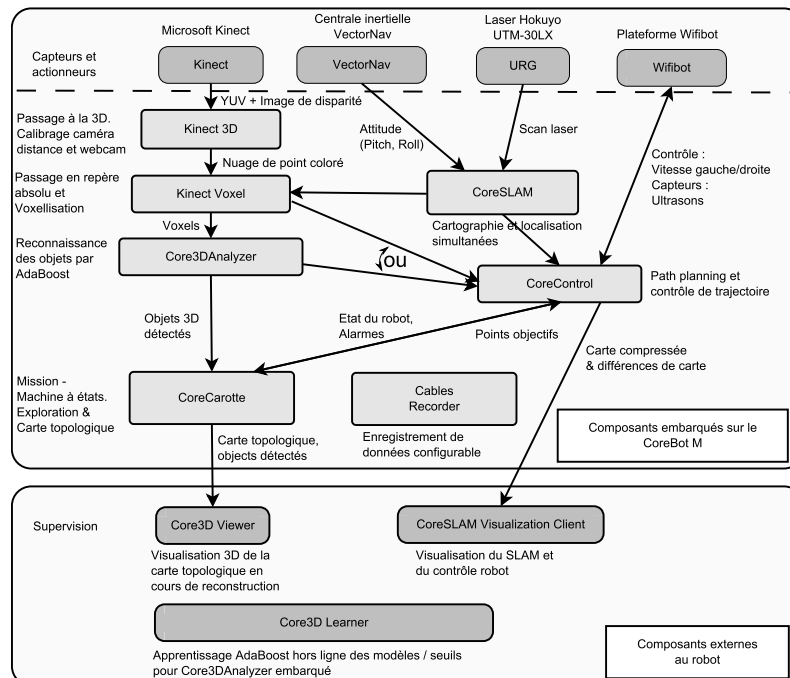 Microsoft Kinect
Centrale inertielle
VectorNav
Laser Hokuyo
UTM-30LX
Plateforme Wifibot
Capteurs et
actionneurs
Kinect
VectorNav
URG
Wifibot
YUV + Image de disparité
Passage à la 3D.
Calibrage caméra
distance et webcam
Kinect 3D
Attitude
(Pitch, Roll)
Scan laser
Nuage de point coloré
Contrôle :
Vitesse gauche/droite
Capteurs :
Ultrasons
Passage en repère
absolu et
Voxellisation
Kinect Voxel
CoreSLAM
Voxels
Cartographie et localisation
simultanées
Reconnaissance
des objets par
AdaBoost
Core3DAnalyzer
ou
CoreControl
Path planning et
contrôle de trajectoire
Objets 3D
détectés
Etat du robot,
Alarmes
Points objectifs
Carte compressée
& différences de carte
Mission -
Machine à états.
Exploration &
Carte topologique
CoreCarotte
Cables
Recorder
Carte topologique,
objects détectés
Enregistrement de
données configurable
Composants embarqués sur le
CoreBot M
Supervision
Core3D Viewer
CoreSLAM Visualization Client
Visualisation 3D de la
carte topologique en
cours de reconstruction
Visualisation du SLAM et
du contrôle robot
Core3D Learner
Apprentissage AdaBoost hors ligne des modèles / seuils
pour Core3DAnalyzer embarqué
Composants externes
au robot